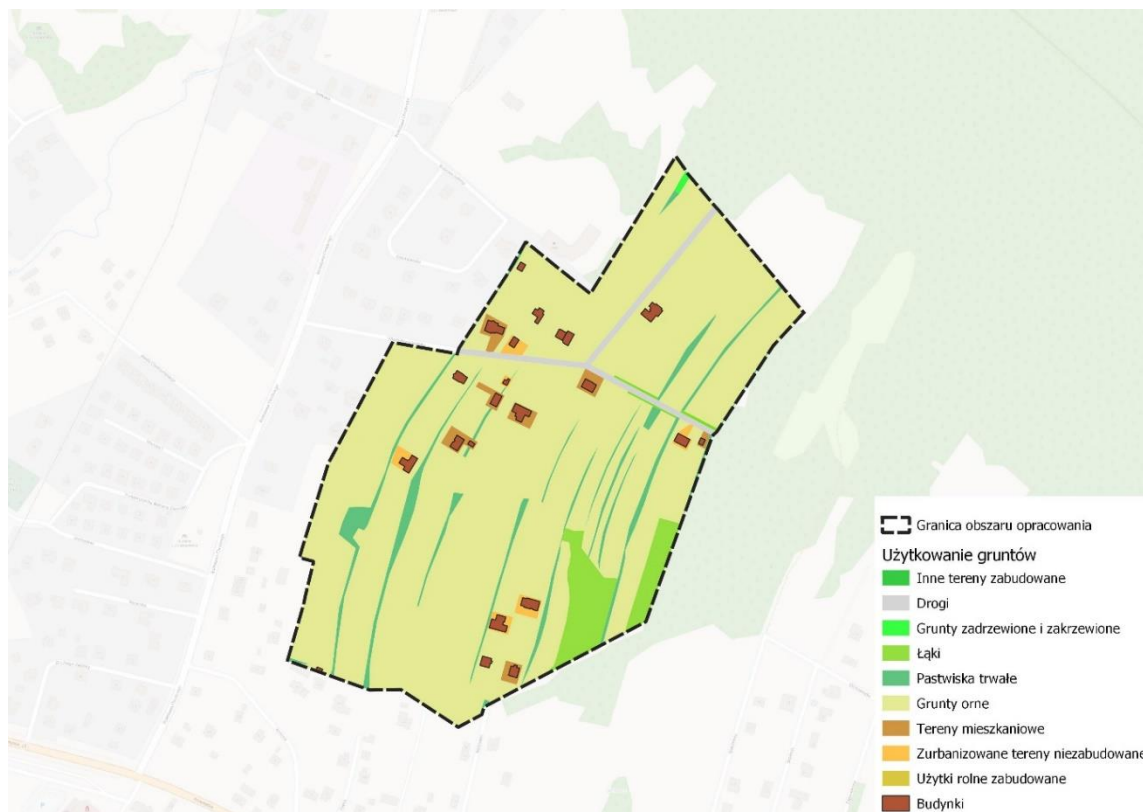 Granica obszaru opracowania
Użytkowanie gruntów
Inne tereny zabudowane
Drogi
Grunty zadrzewione i zakrzewione
Łąki
Pastwiska trwałe
Grunty orne
Tereny mieszkaniowe
Zurbanizowane tereny niezabudowane
Użytki rolne zabudowane
Budynki